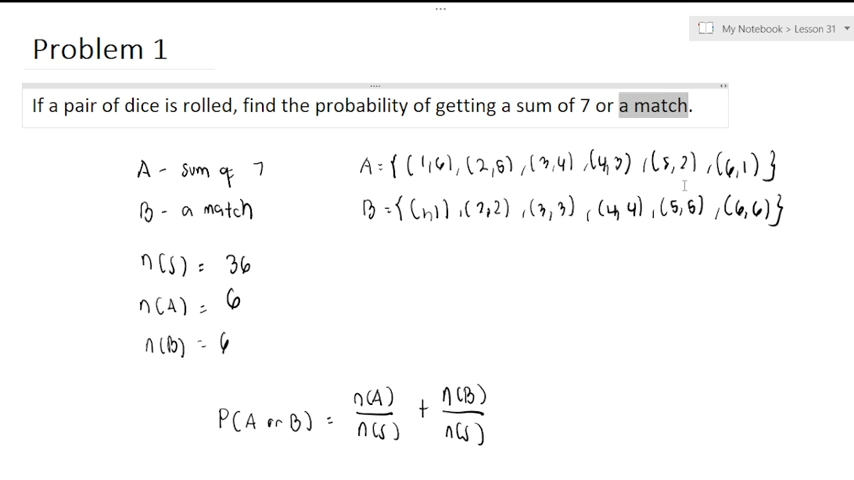 My Notebook > Lesson 31
Problem 1
If a pair of dice is rolled, find the probability of getting a sum of 7 or a match.
A - sum of 7
A = { (1,6), (2,5), (3,4), (4,3), (5,2), (6,1) }
B - a match
B = { (1,1), (2,2), (3,3), (4,4), (5,5), (6,6) }
n(S) = 36
n(A) = 6
n(B) = 6
P(A or B) = n(A)/n(S) + n(B)/n(S)